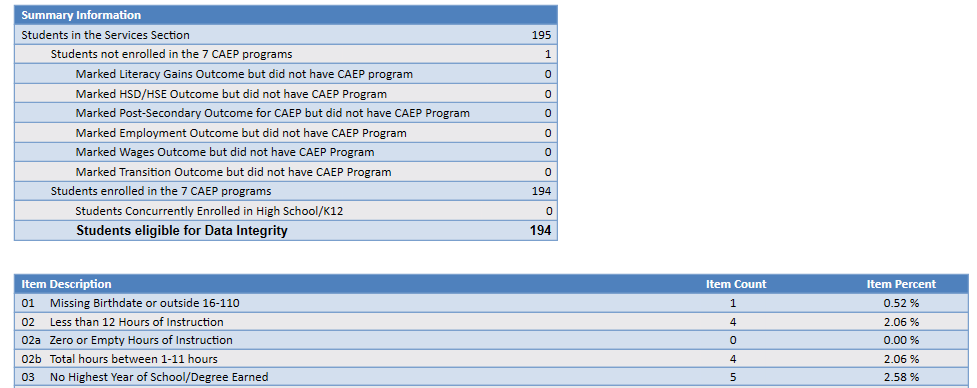 Summary Information
Students in the Services Section 195
Students not enrolled in the 7 CAEP programs 1
Marked Literacy Gains Outcome but did not have CAEP program 0
Marked HSD/HSE Outcome but did not have CAEP Program 0
Marked Post-Secondary Outcome for CAEP but did not have CAEP Program 0
Marked Employment Outcome but did not have CAEP Program 0
Marked Wages Outcome but did not have CAEP Program 0
Marked Transition Outcome but did not have CAEP Program 0
Students enrolled in the 7 CAEP programs 194
Students Concurrently Enrolled in High School/K12 0
Students eligible for Data Integrity 194
Item Description Item Count Item Percent
01 Missing Birthdate or outside 16-110 1 0.52 %
02 Less than 12 Hours of Instruction 4 2.06 %
02a Zero or Empty Hours of Instruction 0 0.00 %
02b Total hours between 1-11 hours 4 2.06 %
03 No Highest Year of School/Degree Earned 5 2.58 %